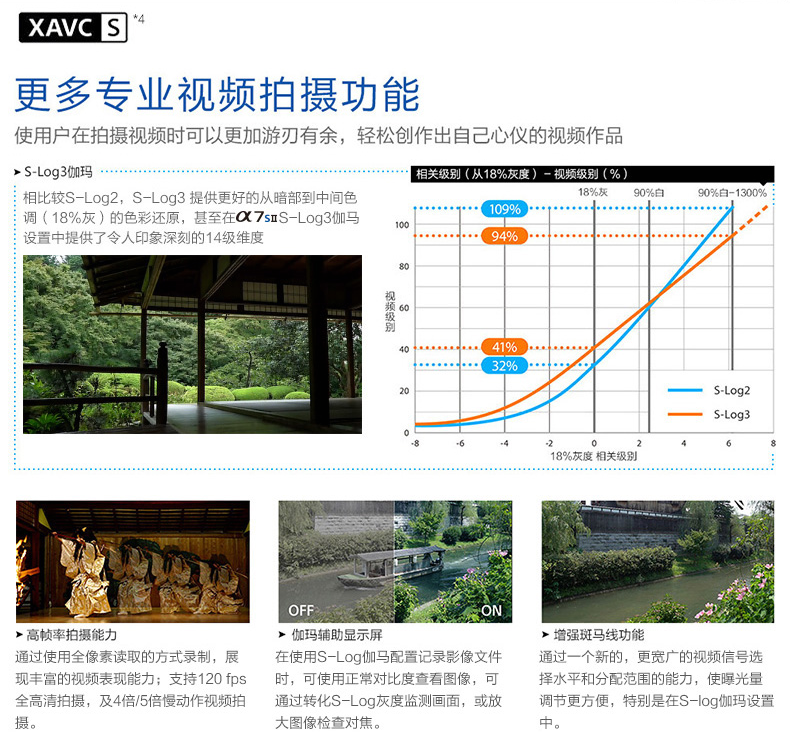 XAVC S *4
更多专业视频拍摄功能
使用户在拍摄视频时可以更加游刃有余，轻松创作出自己心仪的视频作品
➤ S-Log3伽玛
相比较S-Log2，S-Log3 提供更好的从暗部到中间色
调（18%灰）的色彩还原，甚至在α7SII S-Log3伽马
设置中提供了令人印象深刻的14级维度
相关级别（从18%灰度）- 视频级别（%）
18%灰 90%白 90%白-1300%
109%
94%
41%
32%
视频级别
100
80
60
40
20
0
-8 -6 -4 -2 0 2 4 6 8
18%灰度 相关级别
S-Log2
S-Log3
➤ 高帧率拍摄能力
通过使用全像素读取的方式录制，展
现丰富的视频表现能力；支持120 fps
全高清拍摄，及4倍/5倍慢动作视频拍
摄。
OFF ON
➤ 伽玛辅助显示屏
在使用S-Log伽马配置记录影像文件
时，可使用正常对比度查看图像，可
通过转化S-Log灰度监测画面，或放
大图像检查对焦。
➤ 增强斑马线功能
通过一个新的，更宽广的视频信号选
择水平和分配范围的能力，使曝光量
调节更方便，特别是在S-log伽玛设置
中。